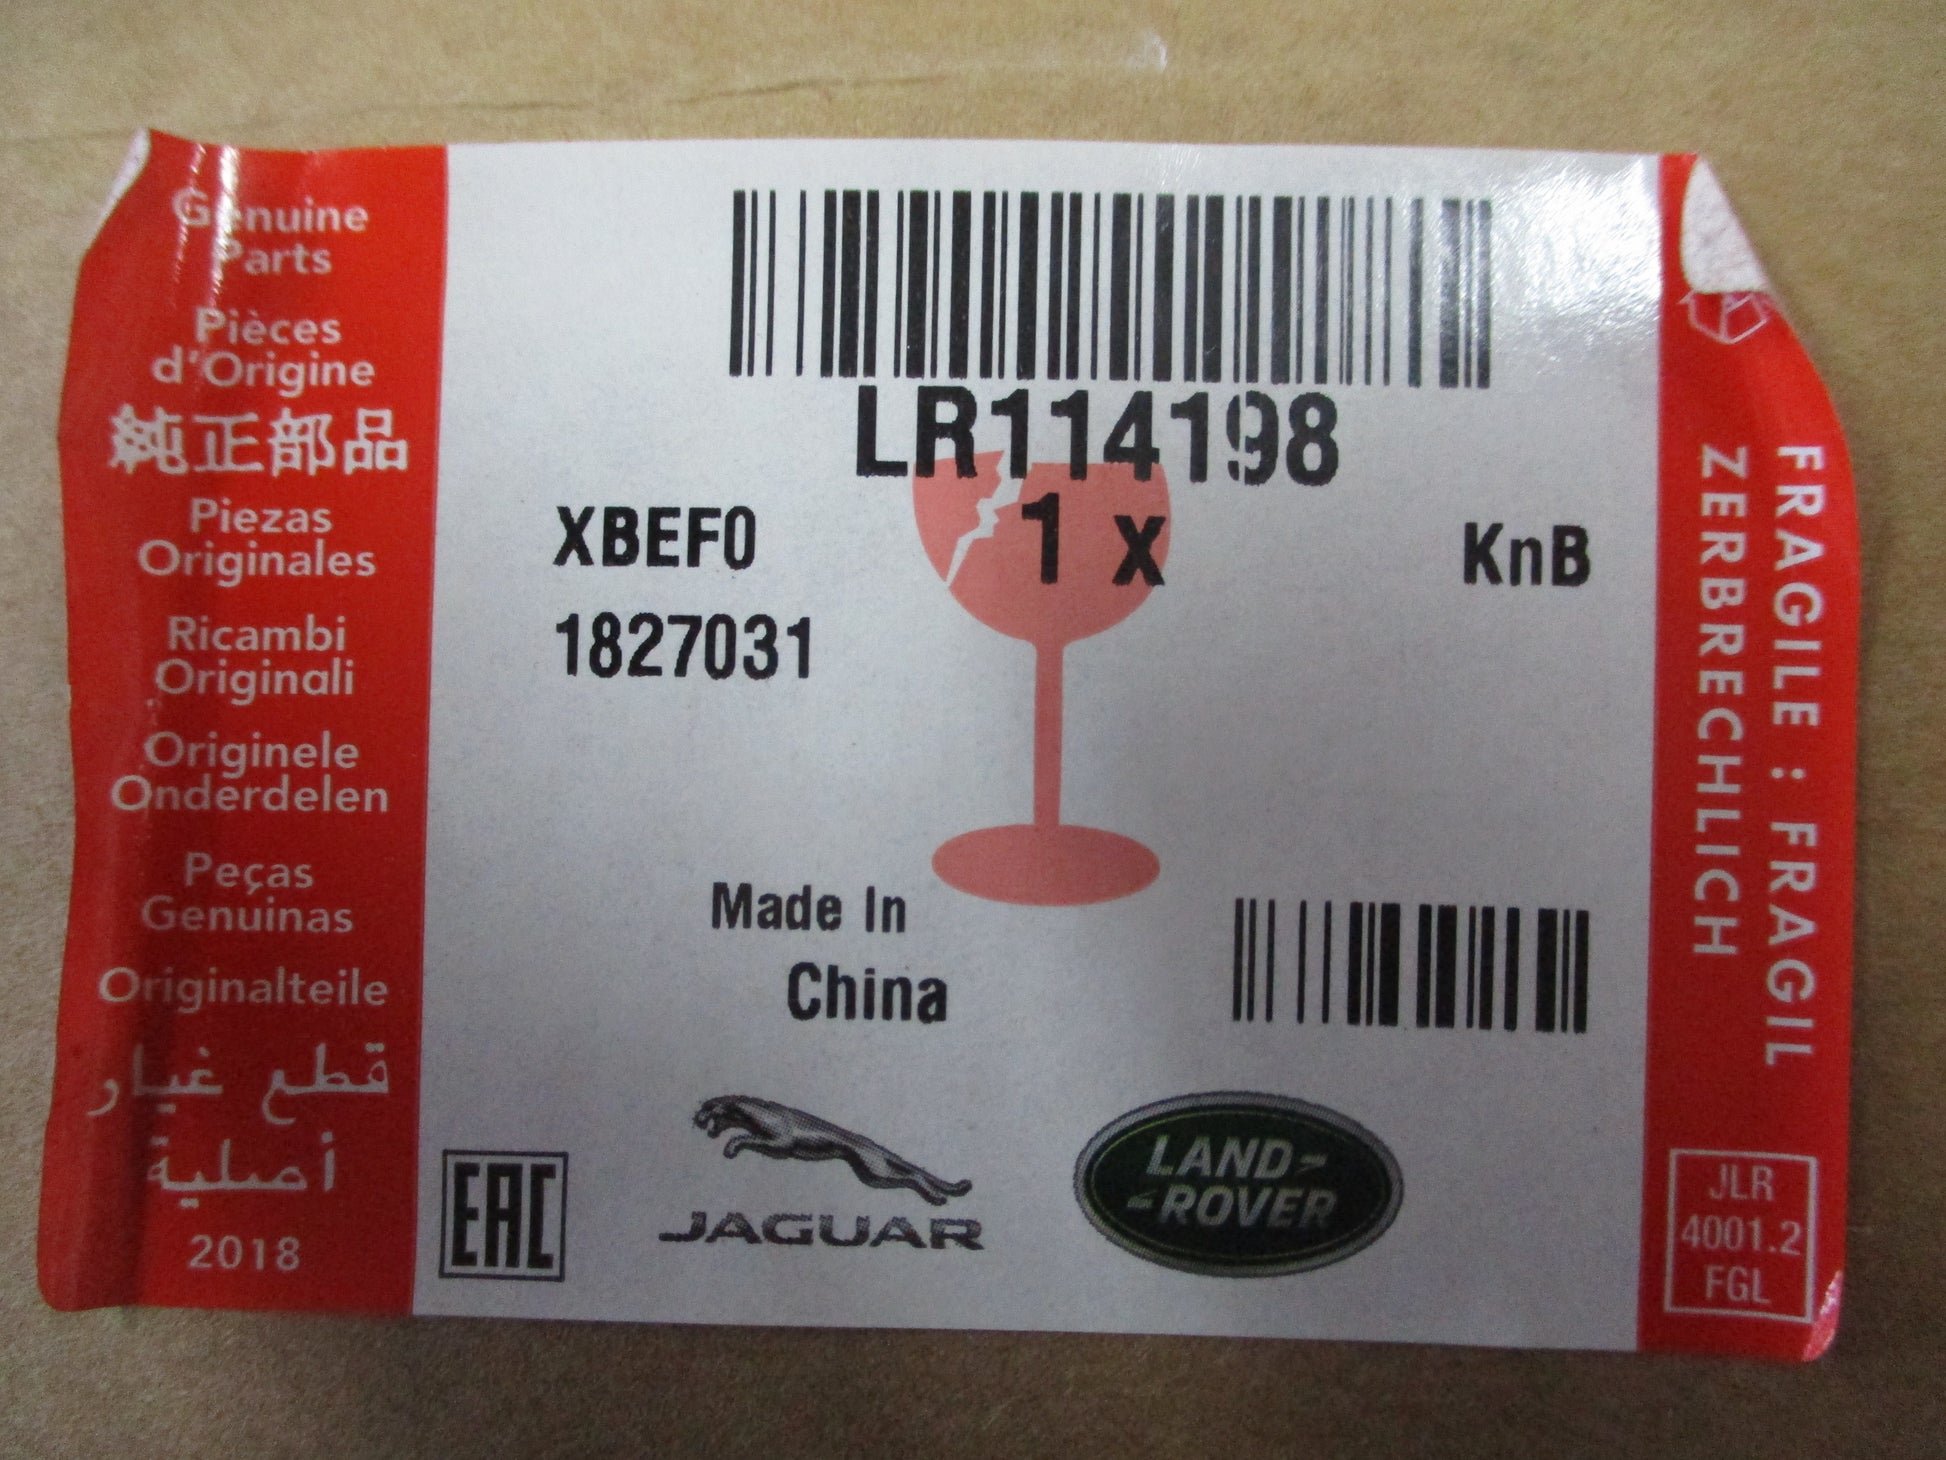 Genuine
Parts
Pièces
d'Origine
純正部品
Piezas
Originales
Ricambi
Originali
Originele
Onderdelen
Peças
Genuinas
Originalteile
قطع غيار
أصلية
2018
LR114198
XBEF0 1 x KnB
1827031
Made In
China
EAC
JAGUAR
LAND-
-ROVER
FRAGILE : FRAGIL
ZERBRECHLICH
JLR
4001.2
FGL